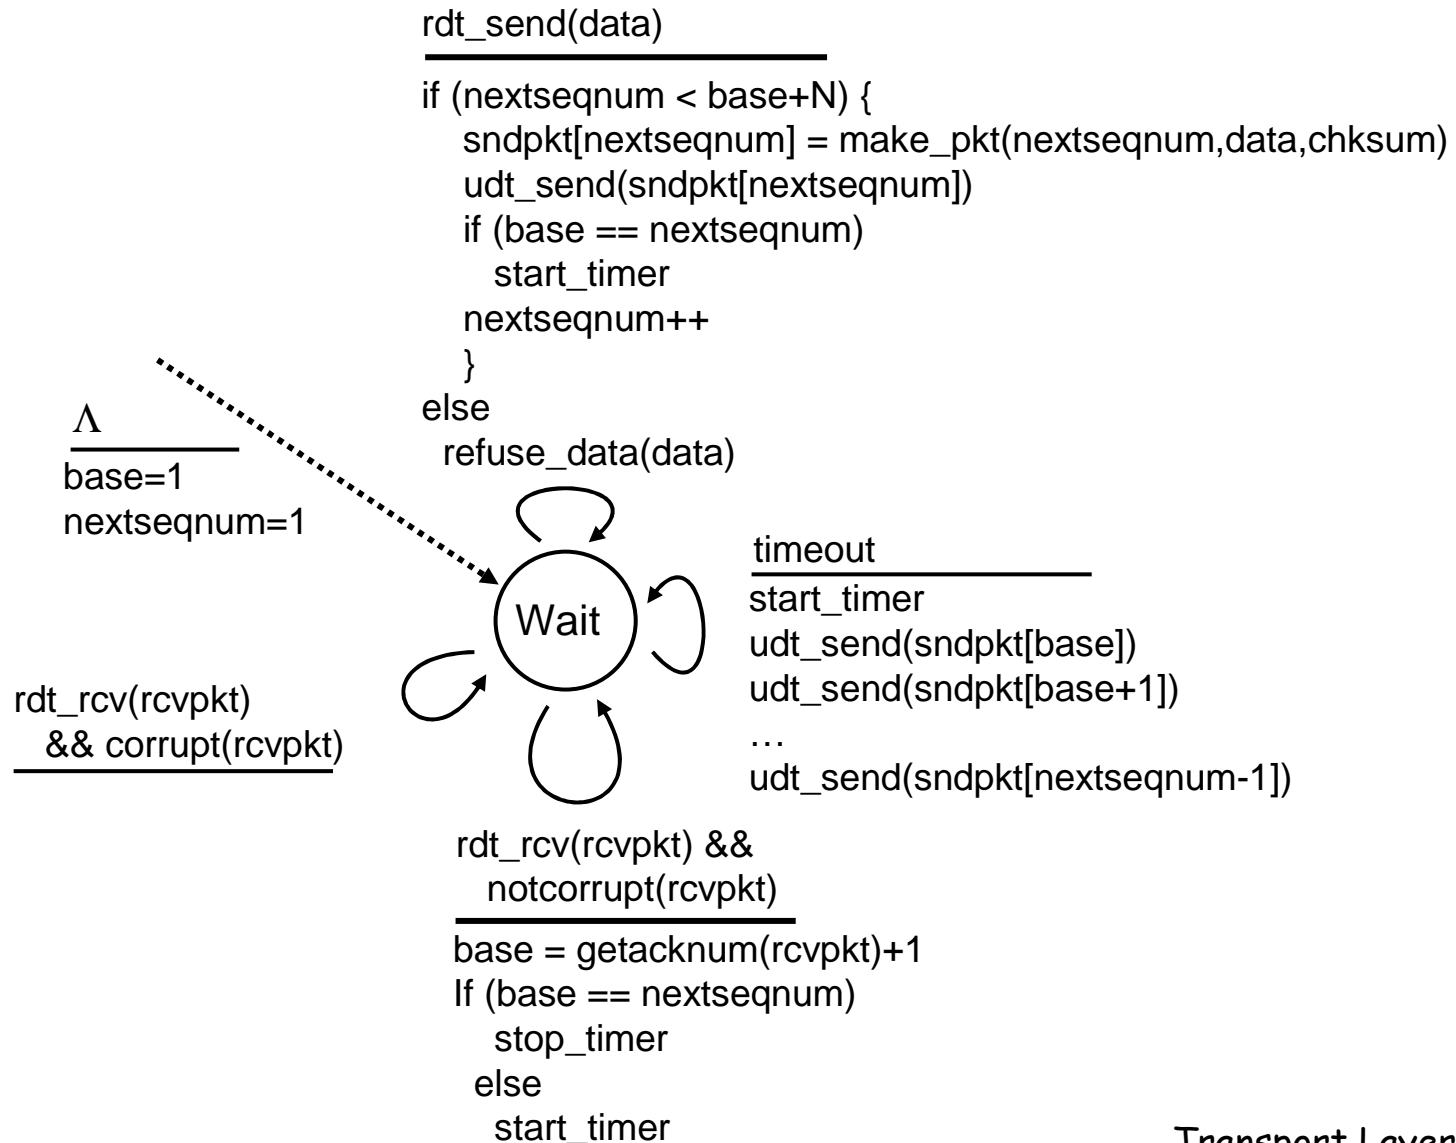 rdt_send(data)
if (nextseqnum < base+N) {
sndpkt[nextseqnum] = make_pkt(nextseqnum,data,chksum)
udt_send(sndpkt[nextseqnum])
if (base == nextseqnum)
start_timer
nextseqnum++
}
else
refuse_data(data)
Λ
base=1
nextseqnum=1
Wait
timeout
start_timer
udt_send(sndpkt[base])
udt_send(sndpkt[base+1])
…
udt_send(sndpkt[nextseqnum-1])
rdt_rcv(rcvpkt)
&& corrupt(rcvpkt)
rdt_rcv(rcvpkt) &&
notcorrupt(rcvpkt)
base = getacknum(rcvpkt)+1
If (base == nextseqnum)
stop_timer
else
start_timer
Transport Layer